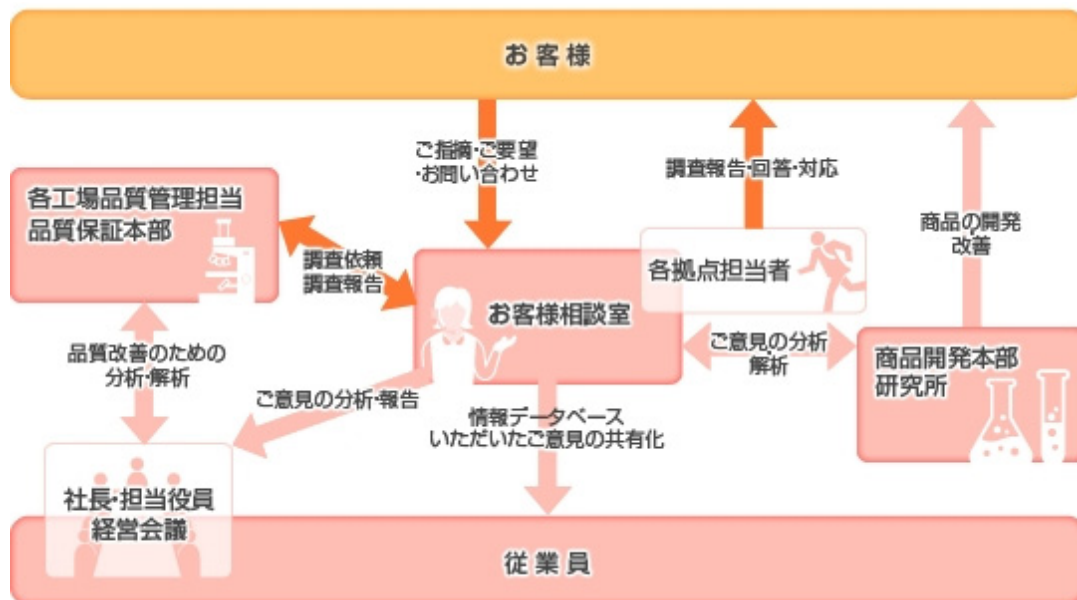 お客様
ご指摘・ご要望
・お問い合わせ
調査報告・回答・対応
商品の開発
改善
各工場品質管理担当
品質保証本部
調査依頼
調査報告
お客様相談室
各拠点担当者
ご意見の分析
・解析
商品開発本部
研究所
品質改善のための
分析・解析
ご意見の分析・報告
情報データベース
いただいたご意見の共有化
社長・担当役員
経営会議
従業員